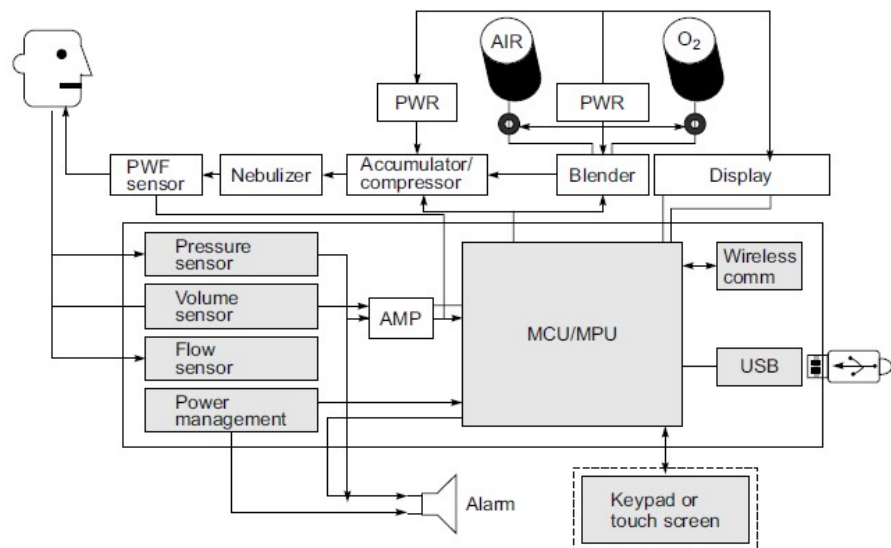 AIR
O2
PWR
PWR
PWF
sensor
Nebulizer
Accumulator/
compressor
Blender
Display
Pressure
sensor
Volume
sensor
Flow
sensor
Power
management
AMP
MCU/MPU
Wireless
comm
USB
Alarm
Keypad or
touch screen